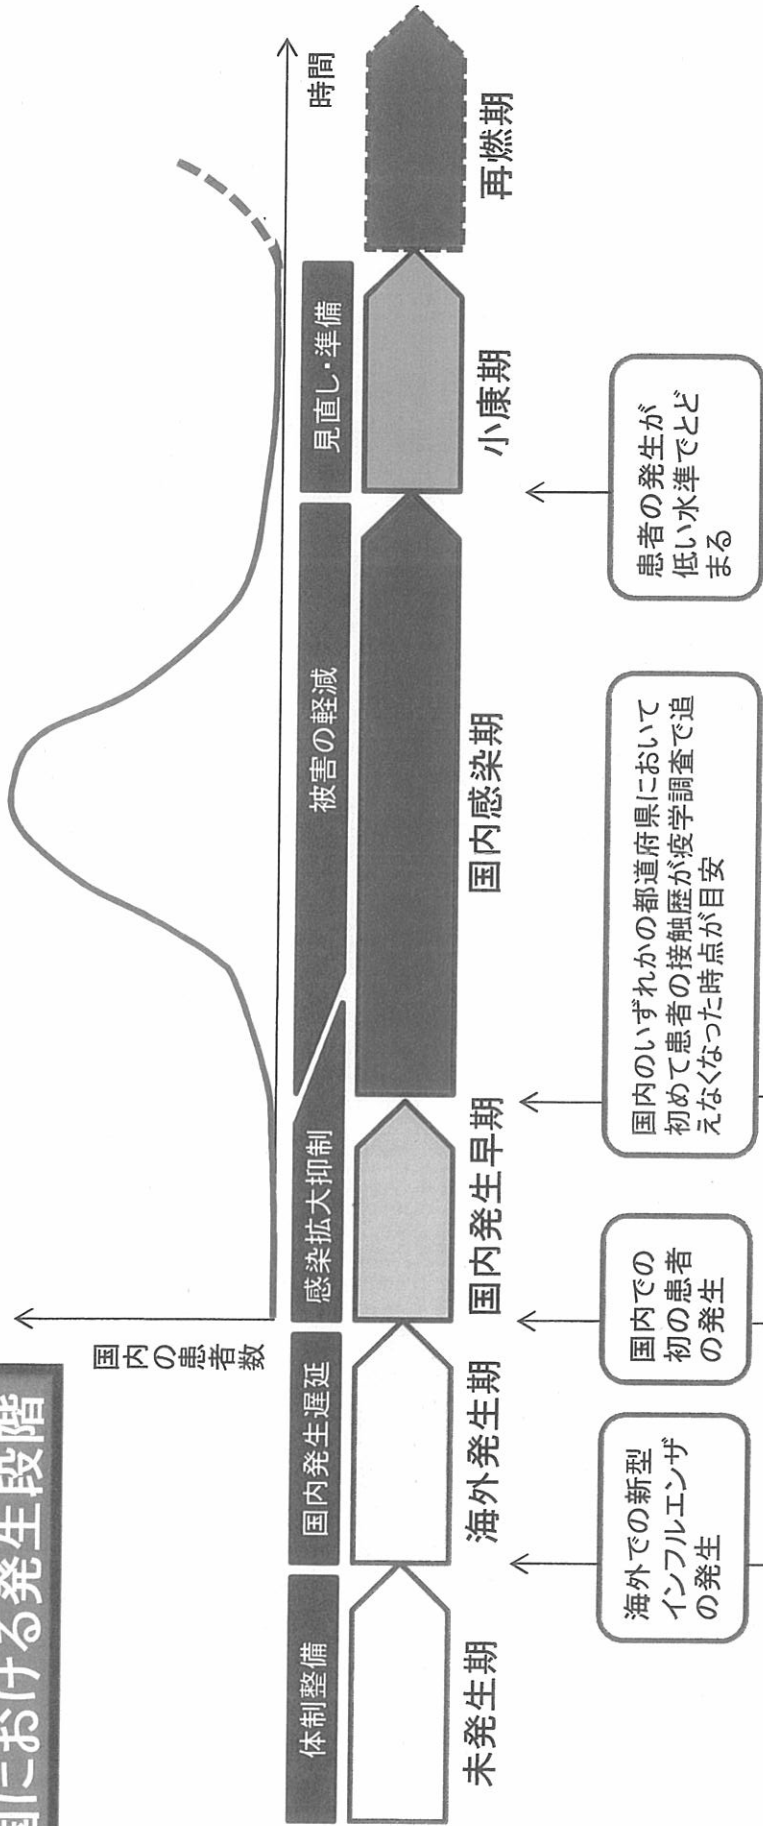 国における発生段階
国内の患者数
時間
体制整備
国内発生遅延
感染拡大抑制
被害の軽減
見直し・準備
未発生期
海外発生期
国内発生早期
国内感染期
小康期
再燃期
海外での新型
インフルエンザ
の発生
国内での
初の患者
の発生
国内のいずれかの都道府県において
初めて患者の接触歴が疫学調査で追
えなくなった時点が目安
患者の発生が
低い水準でとど
まる